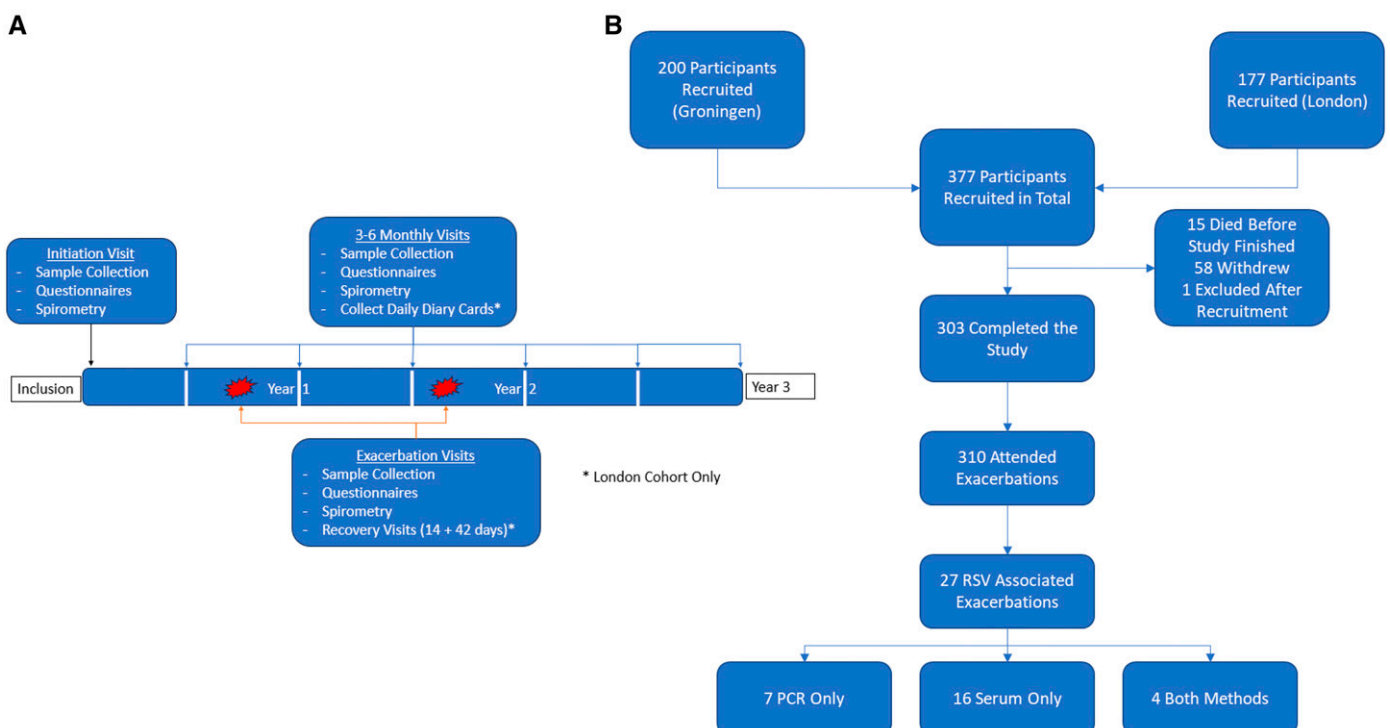 A
Initiation Visit
- Sample Collection
- Questionnaires
- Spirometry
3-6 Monthly Visits
- Sample Collection
- Questionnaires
- Spirometry
- Collect Daily Diary Cards*
Inclusion
Year 1
Year 2
Year 3
Exacerbation Visits
- Sample Collection
- Questionnaires
- Spirometry
- Recovery Visits (14 + 42 days)*
* London Cohort Only
B
200 Participants
Recruited
(Groningen)
177 Participants
Recruited (London)
377 Participants
Recruited in Total
15 Died Before
Study Finished
58 Withdrew
1 Excluded After
Recruitment
303 Completed the
Study
310 Attended
Exacerbations
27 RSV Associated
Exacerbations
7 PCR Only
16 Serum Only
4 Both Methods